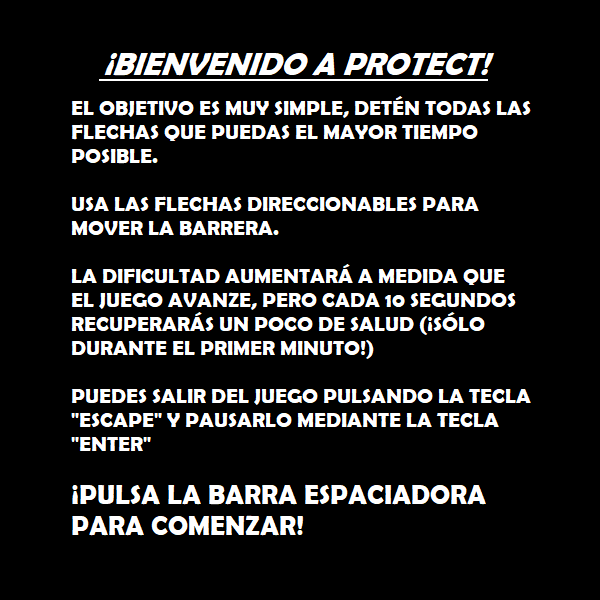 ¡BIENVENIDO A PROTECT!
EL OBJETIVO ES MUY SIMPLE, DETÉN TODAS LAS
FLECHAS QUE PUEDAS EL MAYOR TIEMPO
POSIBLE.
USA LAS FLECHAS DIRECCIONABLES PARA
MOVER LA BARRERA.
LA DIFICULTAD AUMENTARÁ A MEDIDA QUE
EL JUEGO AVANZE, PERO CADA 10 SEGUNDOS
RECUPERARÁS UN POCO DE SALUD (¡SÓLO
DURANTE EL PRIMER MINUTO!)
PUEDES SALIR DEL JUEGO PULSANDO LA TECLA
"ESCAPE" Y PAUSARLO MEDIANTE LA TECLA
"ENTER"
¡PULSA LA BARRA ESPACIADORA
PARA COMENZAR!